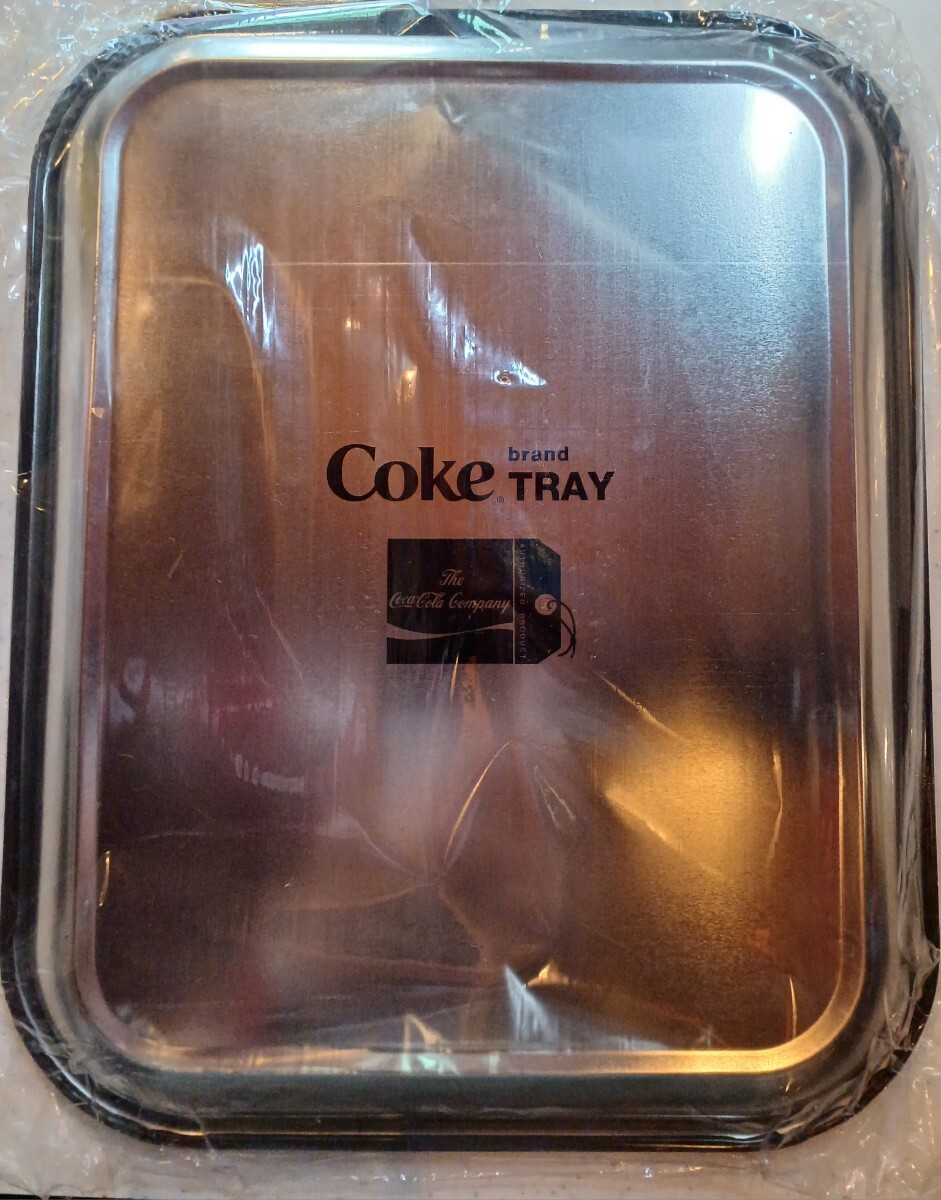 Coke® brand
TRAY
The
Coca-Cola Company
AUTHORIZED PRODUCT